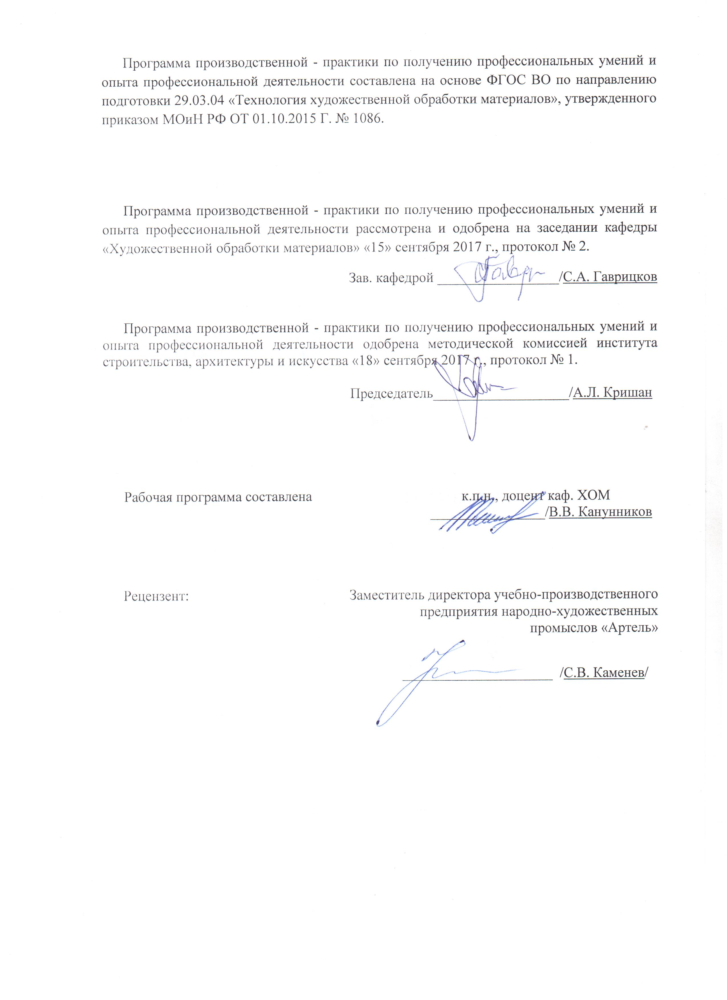 Программа производственной - практики по получению профессиональных умений и
опыта профессиональной деятельности составлена на основе ФГОС ВО по направлению
подготовки 29.03.04 «Технология художественной обработки материалов», утвержденного
приказом МОиН РФ ОТ 01.10.2015 Г. № 1086.
Программа производственной - практики по получению профессиональных умений и
опыта профессиональной деятельности рассмотрена и одобрена на заседании кафедры
«Художественной обработки материалов» «15» сентября 2017 г., протокол № 2.
Зав. кафедрой /С.А. Гаврицков
Программа производственной - практики по получению профессиональных умений и
опыта профессиональной деятельности одобрена методической комиссией института
строительства, архитектуры и искусства «18» сентября 2017 г., протокол № 1.
Председатель /А.Л. Кришан
Рабочая программа составлена к.п.н., доцент каф. ХОМ
/В.В. Канунников
Рецензент: Заместитель директора учебно-производственного
предприятия народно-художественных
промыслов «Артель»
/С.В. Каменев/